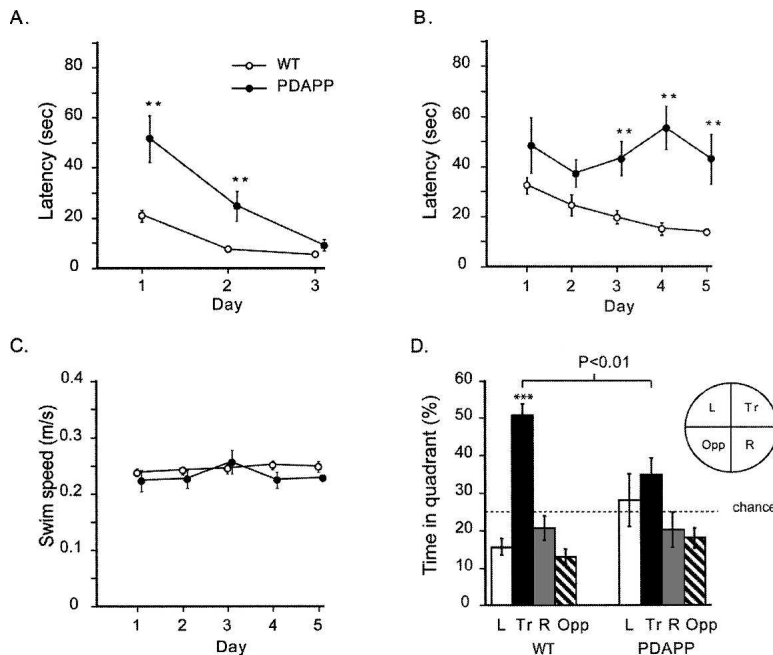 A.
Latency (sec)
80
60
40
20
0
WT
PDAPP
**
**
1 2 3
Day
B.
Latency (sec)
80
60
40
20
0
**
**
**
1 2 3 4 5
Day
C.
Swim speed (m/s)
0.4
0.3
0.2
0.1
0
1 2 3 4 5
Day
D.
Time in quadrant (%)
60
50
40
30
20
10
0
P<0.01
***
chance
L Tr
Opp R
L Tr R Opp
WT
L Tr R Opp
PDAPP